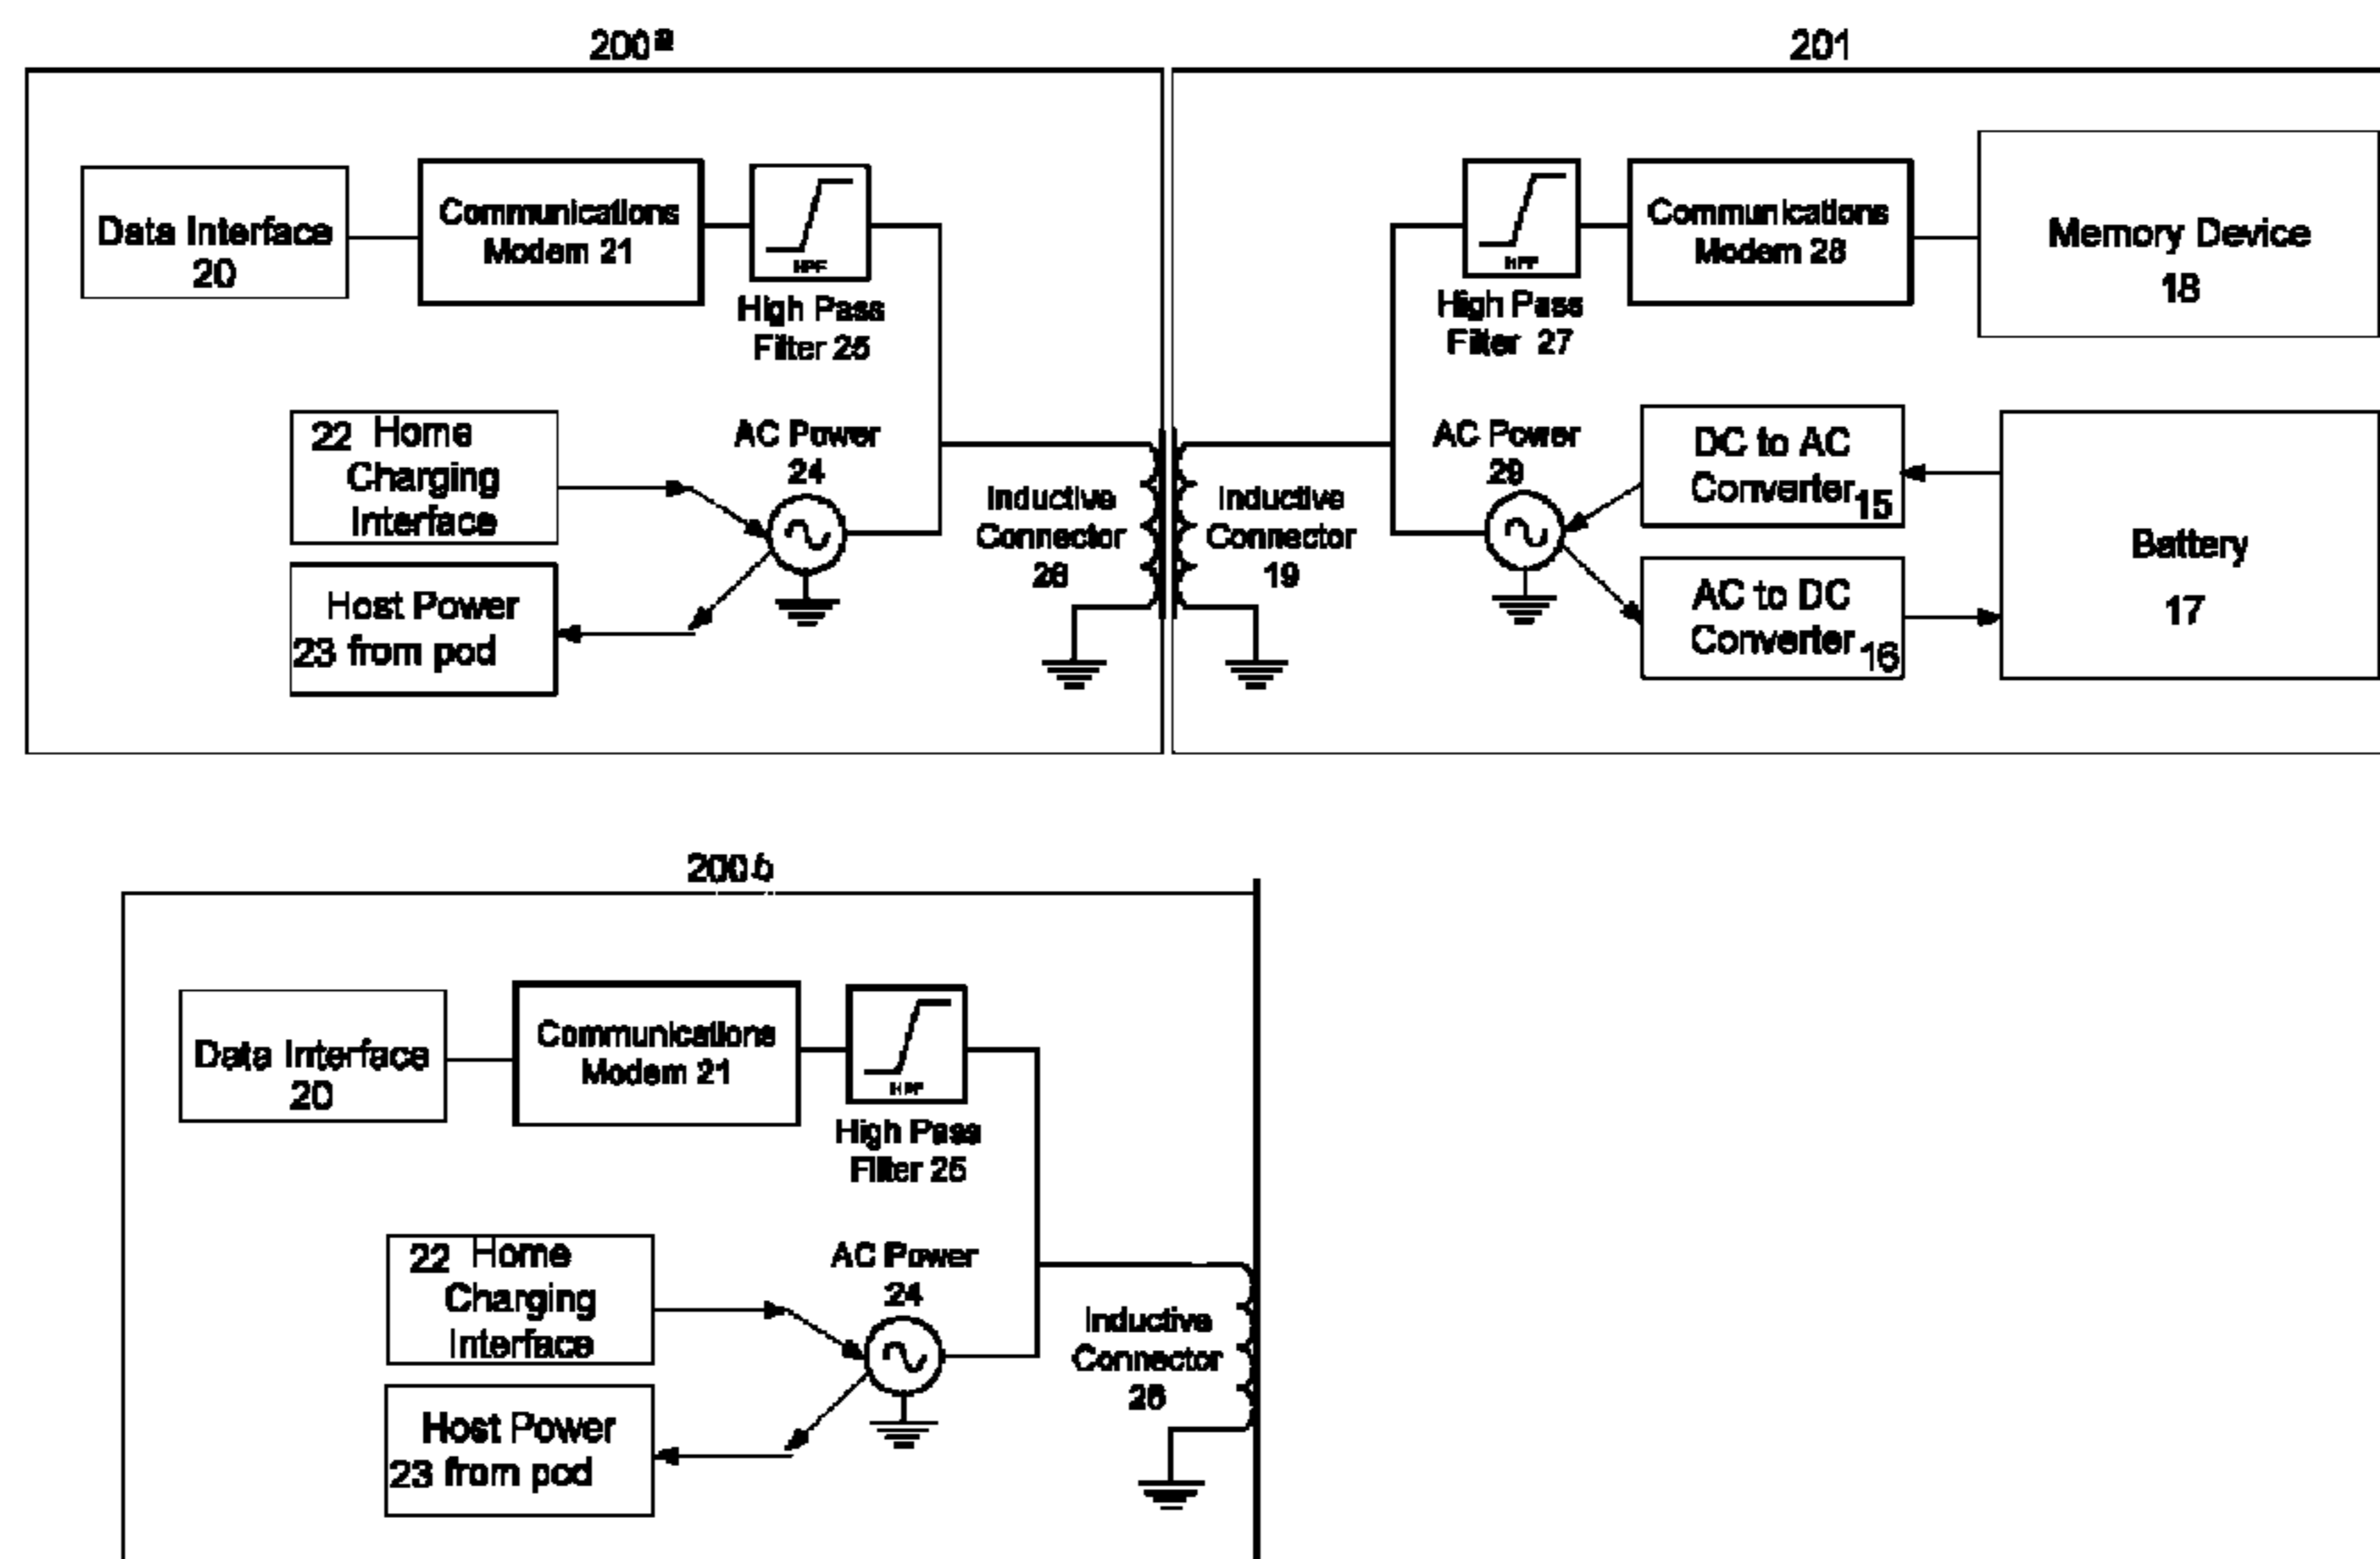 200a
201
Data Interface
20
Communications
Modem 21
HPF
High Pass
Filter 25
22 Home
Charging
Interface
Host Power
23 from pod
AC Power
24
Inductive
Connector
26
Inductive
Connector
19
HPF
High Pass
Filter 27
Communications
Modem 28
Memory Device
18
AC Power
29
DC to AC
Converter 15
AC to DC
Converter 16
Battery
17
200b
Data Interface
20
Communications
Modem 21
HPF
High Pass
Filter 25
22 Home
Charging
Interface
Host Power
23 from pod
AC Power
24
Inductive
Connector
26